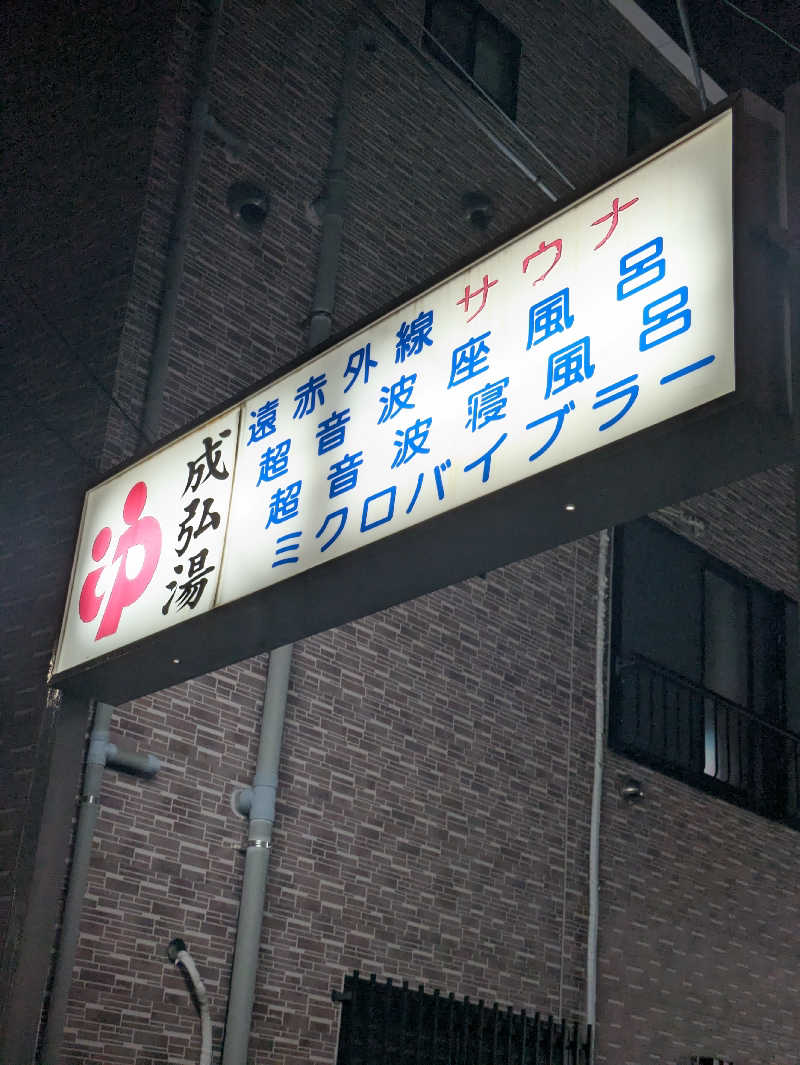 成弘湯
遠赤外線サウナ
超音波座風呂
超音波寝風呂
ミクロバイブラー